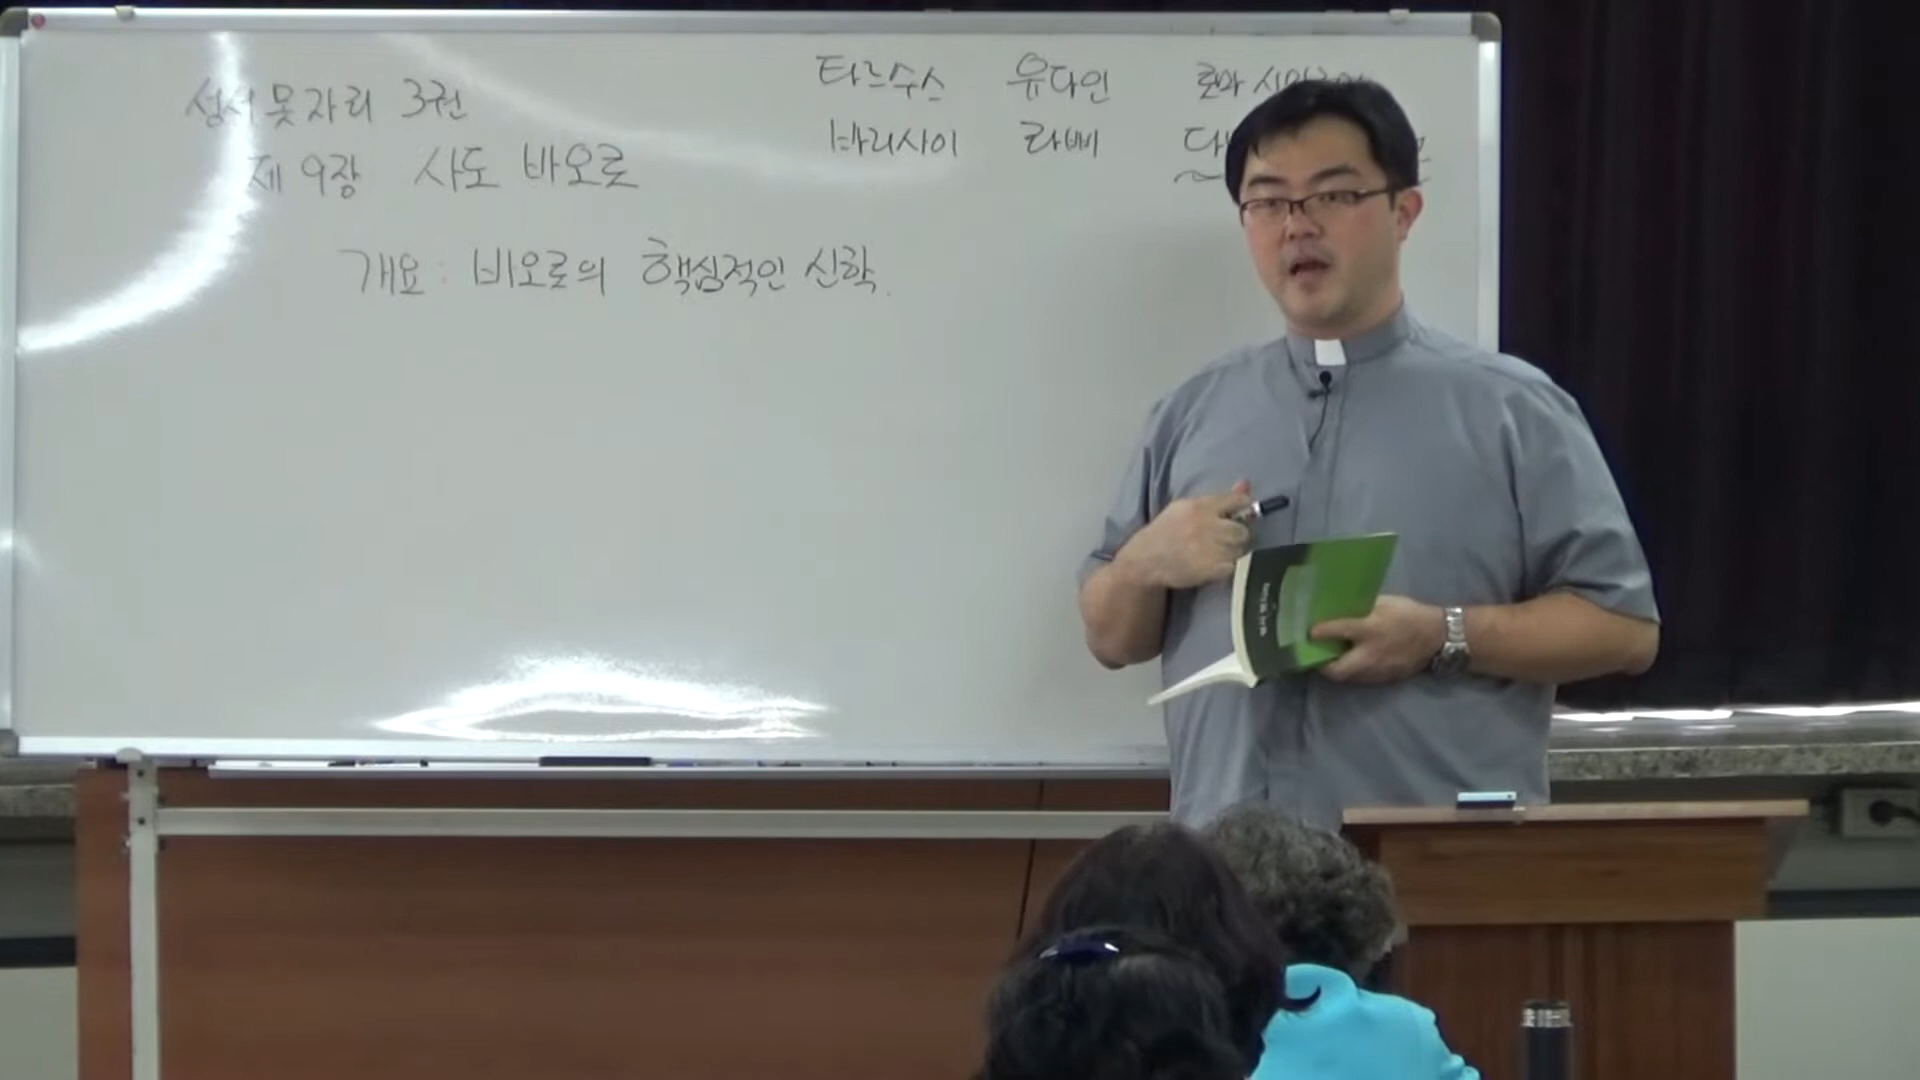 성서 못자리 3권
제 9장 사도 바오로
개요: 바오로의 핵심적인 신학.
타르수스 유다인 로마
바리사이 라삐